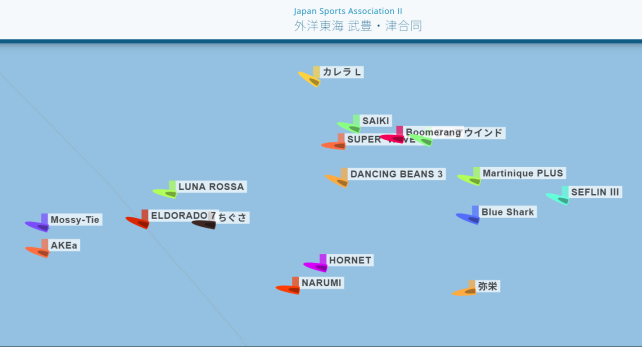 Japan Sports Association II
外洋東海 武豊・津合同
カレラ L
SAIKI
Boomerang
ウインド
SUPER
DANCING BEANS 3
Martinique PLUS
LUNA ROSSA
SEFLIN III
Mossy-Tie
ELDORADO 7
ちぐさ
Blue Shark
AKEa
HORNET
NARUMI
弥栄